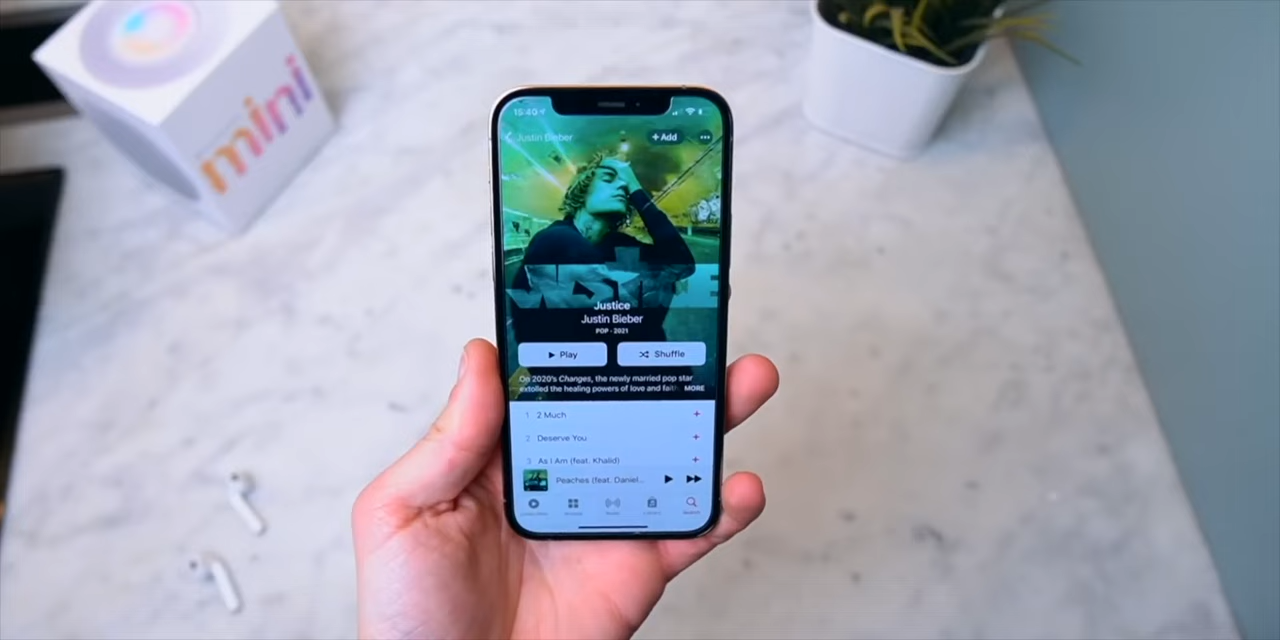 mini
15:40
Justin Bieber
+ Add
JUSTICE
Justice
Justin Bieber
POP · 2021
Play
Shuffle
On 2020's Changes, the newly married pop star
extolled the healing powers of love and faith
MORE
1 2 Much +
2 Deserve You +
3 As I Am (feat. Khalid) +
Peaches (feat. Daniel...